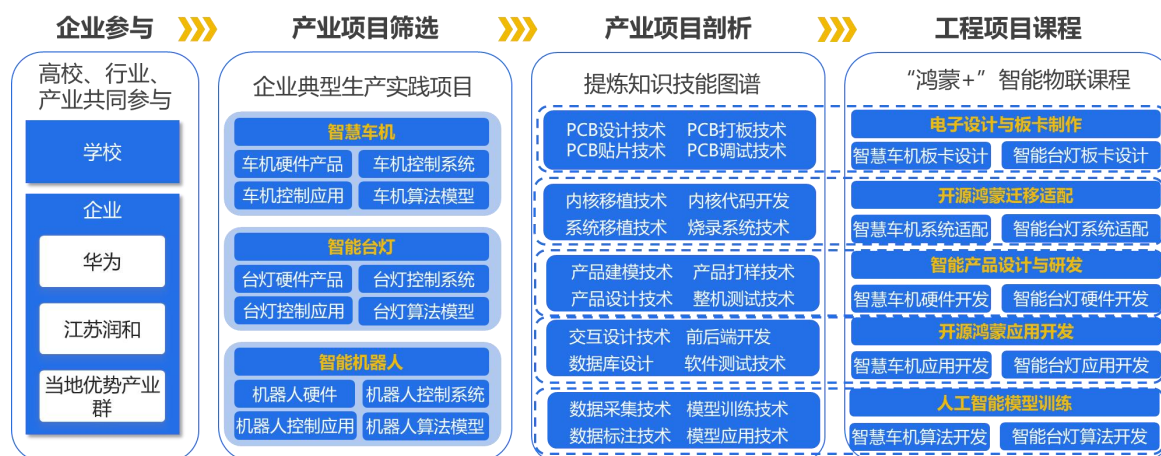 企业参与
产业项目筛选
产业项目剖析
工程项目课程
高校、行业、
产业共同参与
学校
企业
华为
江苏润和
当地优势产业
群
企业典型生产实践项目
智慧车机
车机硬件产品 车机控制系统
车机控制应用 车机算法模型
智能台灯
台灯硬件产品 台灯控制系统
台灯控制应用 台灯算法模型
智能机器人
机器人硬件 机器人控制系统
机器人控制应用 机器人算法模型
提炼知识技能图谱
PCB设计技术 PCB打板技术
PCB贴片技术 PCB调试技术
内核移植技术 内核代码开发
系统移植技术 烧录系统技术
产品建模技术 产品打样技术
产品设计技术 整机测试技术
交互设计技术 前后端开发
数据库设计 软件测试技术
数据采集技术 模型训练技术
数据标注技术 模型应用技术
“鸿蒙+”智能物联课程
电子设计与板卡制作
智慧车机板卡设计 智能台灯板卡设计
开源鸿蒙迁移适配
智慧车机系统适配 智能台灯系统适配
智能产品设计与研发
智慧车机硬件开发 智能台灯硬件开发
开源鸿蒙应用开发
智慧车机应用开发 智能台灯应用开发
人工智能模型训练
智慧车机算法开发 智能台灯算法开发